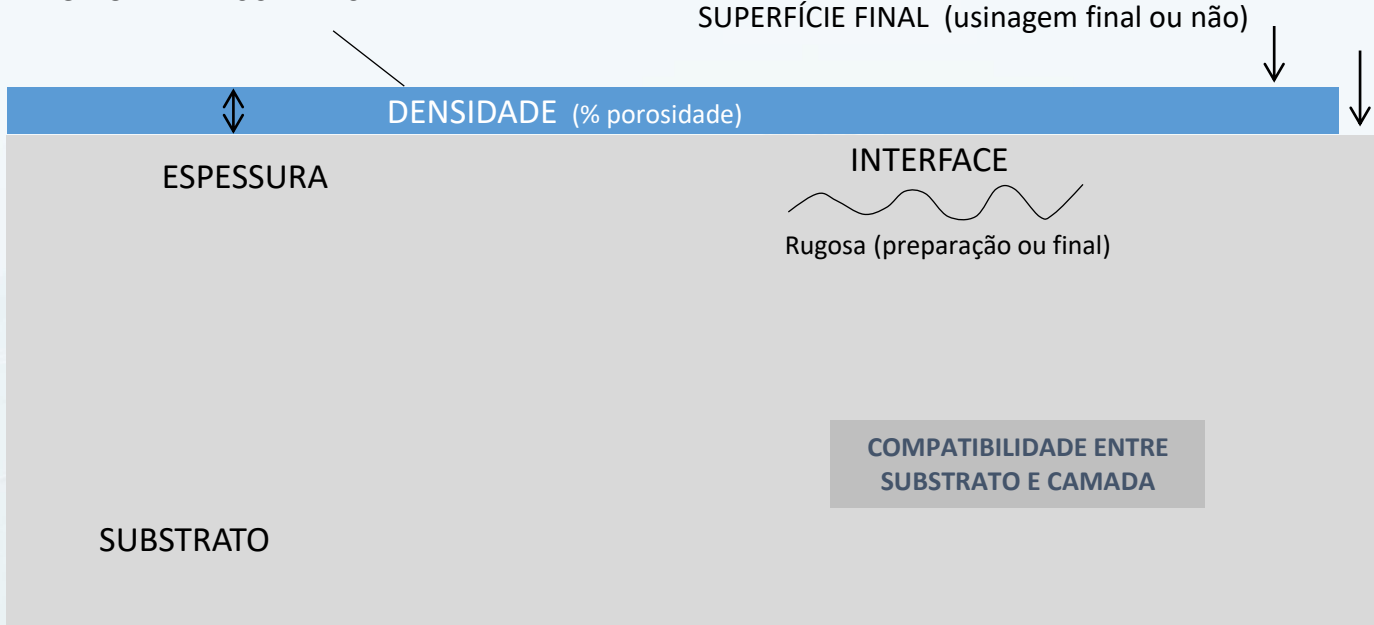 SUPERFÍCIE FINAL (usinagem final ou não)
DENSIDADE (% porosidade)
ESPESSURA
INTERFACE
Rugosa (preparação ou final)
COMPATIBILIDADE ENTRE
SUBSTRATO E CAMADA
SUBSTRATO